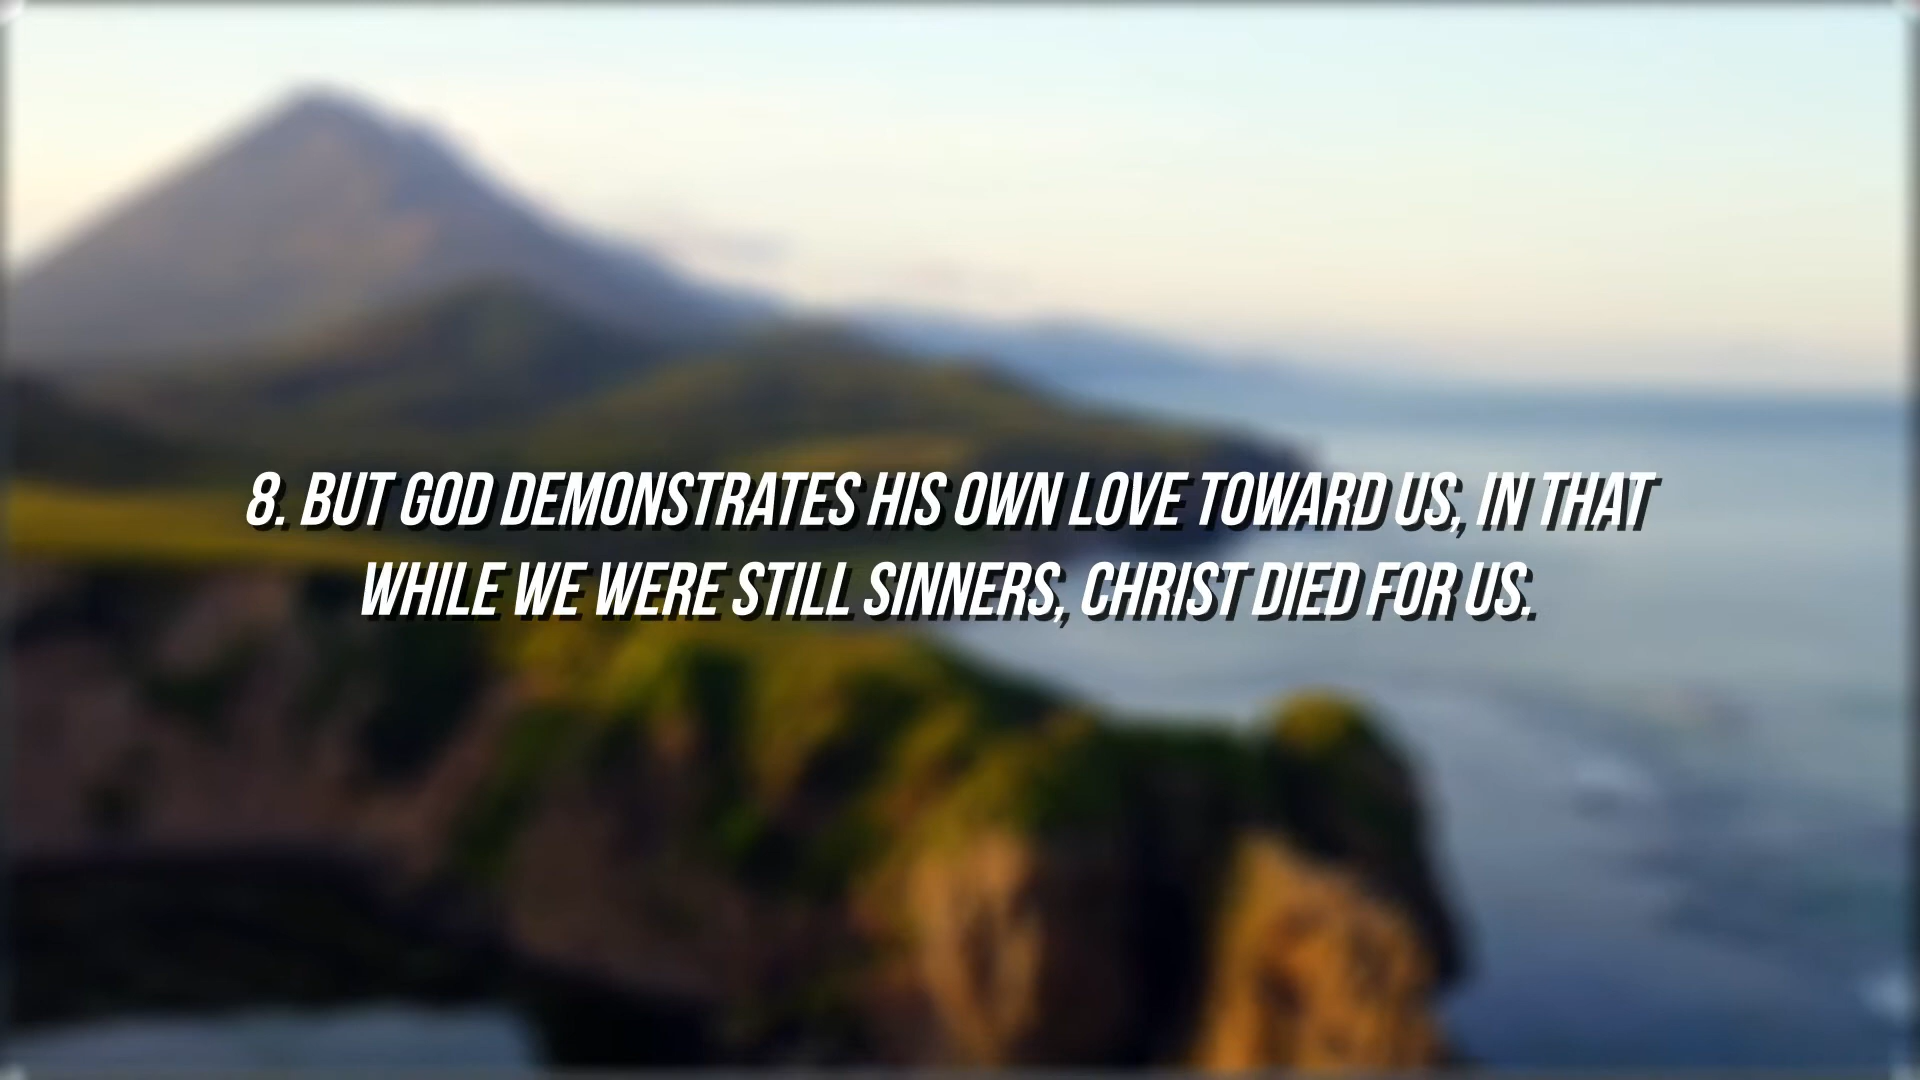 8. BUT GOD DEMONSTRATES HIS OWN LOVE TOWARD US, IN THAT
WHILE WE WERE STILL SINNERS, CHRIST DIED FOR US.